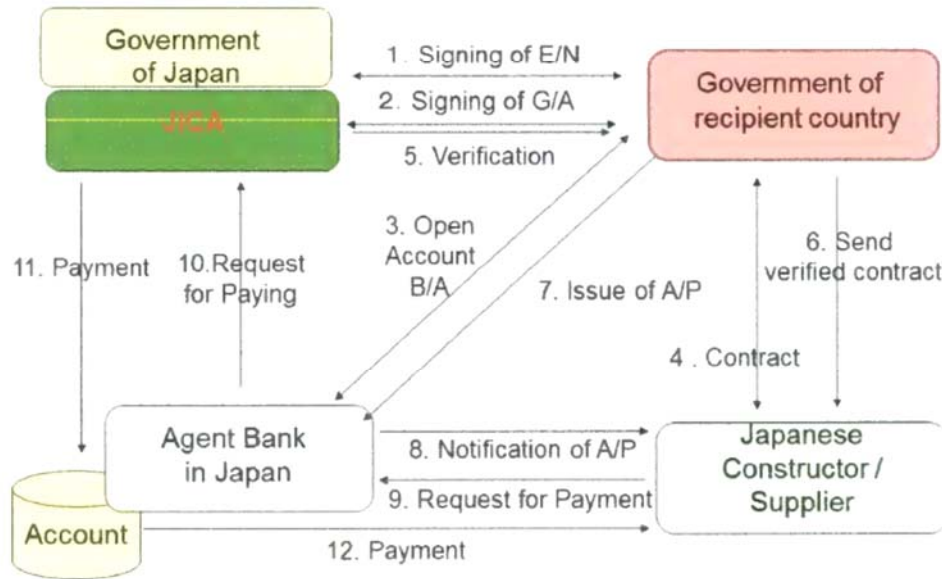 Government
of Japan
JICA
1. Signing of E/N
2. Signing of G/A
5. Verification
Government of
recipient country
3. Open
Account
B/A
7. Issue of A/P
6. Send
verified contract
4 . Contract
11. Payment
10.Request
for Paying
Agent Bank
in Japan
8. Notification of A/P
9. Request for Payment
12. Payment
Japanese
Constructor /
Supplier
Account